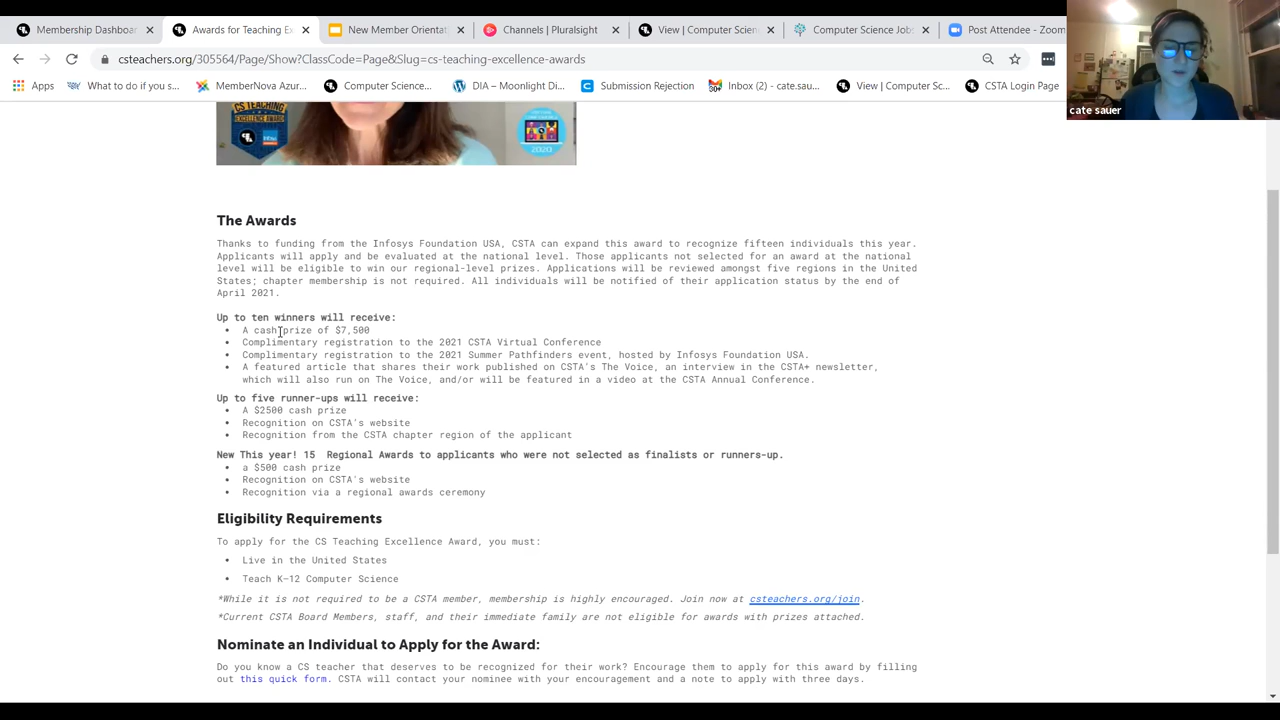 Membership Dashboar
Awards for Teaching Ex
New Member Orientat
Channels | Pluralsight
View | Computer Scien
Computer Science Jobs
Post Attendee - Zoom
csteachers.org/305564/Page/Show?ClassCode=Page&Slug=cs-teaching-excellence-awards
Apps
What to do if you s...
MemberNova Azur...
Computer Science...
DIA – Moonlight Di...
Submission Rejection
Inbox (2) - cate.sau...
View | Computer Sc...
CSTA Login Page
cate sauer
CS TEACHING
EXCELLENCE AWARD
2020
The Awards
Thanks to funding from the Infosys Foundation USA, CSTA can expand this award to recognize fifteen individuals this year.
Applicants will apply and be evaluated at the national level. Those applicants not selected for an award at the national
level will be eligible to win our regional-level prizes. Applications will be reviewed amongst five regions in the United
States; chapter membership is not required. All individuals will be notified of their application status by the end of
April 2021.
Up to ten winners will receive:
• A cash prize of $7,500
• Complimentary registration to the 2021 CSTA Virtual Conference
• Complimentary registration to the 2021 Summer Pathfinders event, hosted by Infosys Foundation USA.
• A featured article that shares their work published on CSTA's The Voice, an interview in the CSTA+ newsletter,
which will also run on The Voice, and/or will be featured in a video at the CSTA Annual Conference.
Up to five runner-ups will receive:
• A $2500 cash prize
• Recognition on CSTA's website
• Recognition from the CSTA chapter region of the applicant
New This year! 15 Regional Awards to applicants who were not selected as finalists or runners-up.
• a $500 cash prize
• Recognition on CSTA's website
• Recognition via a regional awards ceremony
Eligibility Requirements
To apply for the CS Teaching Excellence Award, you must:
• Live in the United States
• Teach K–12 Computer Science
*While it is not required to be a CSTA member, membership is highly encouraged. Join now at csteachers.org/join.
*Current CSTA Board Members, staff, and their immediate family are not eligible for awards with prizes attached.
Nominate an Individual to Apply for the Award:
Do you know a CS teacher that deserves to be recognized for their work? Encourage them to apply for this award by filling
out this quick form. CSTA will contact your nominee with your encouragement and a note to apply with three days.